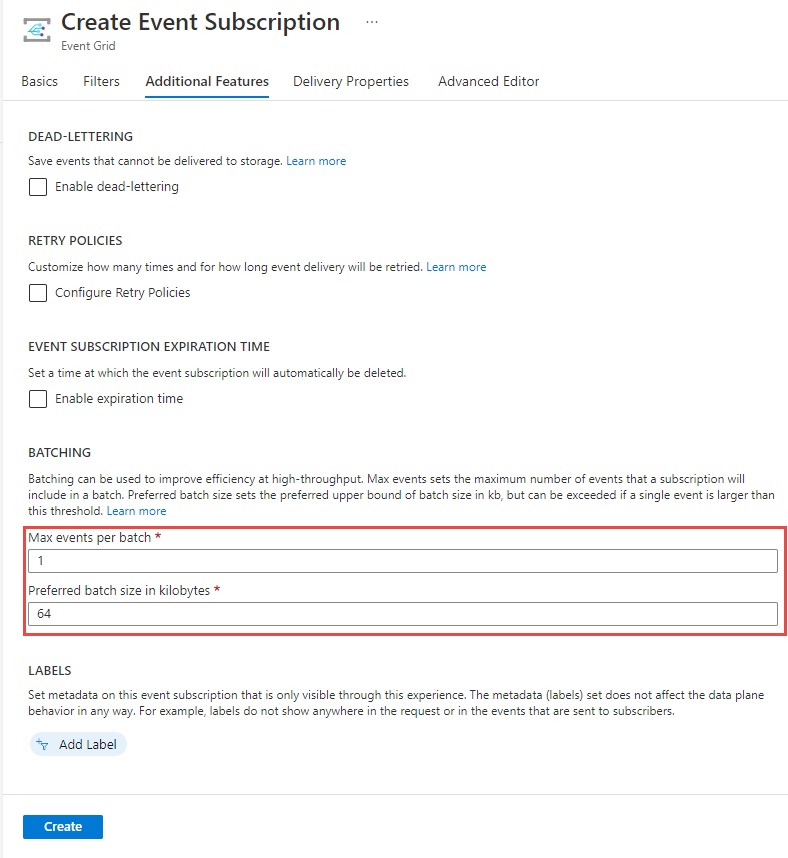 Create Event Subscription ...
Event Grid
Basics Filters Additional Features Delivery Properties Advanced Editor
DEAD-LETTERING
Save events that cannot be delivered to storage. Learn more
Enable dead-lettering
RETRY POLICIES
Customize how many times and for how long event delivery will be retried. Learn more
Configure Retry Policies
EVENT SUBSCRIPTION EXPIRATION TIME
Set a time at which the event subscription will automatically be deleted.
Enable expiration time
BATCHING
Batching can be used to improve efficiency at high-throughput. Max events sets the maximum number of events that a subscription will
include in a batch. Preferred batch size sets the preferred upper bound of batch size in kb, but can be exceeded if a single event is larger than
this threshold. Learn more
Max events per batch *
1
Preferred batch size in kilobytes *
64
LABELS
Set metadata on this event subscription that is only visible through this experience. The metadata (labels) set does not affect the data plane
behavior in any way. For example, labels do not show anywhere in the request or in the events that are sent to subscribers.
Add Label
Create